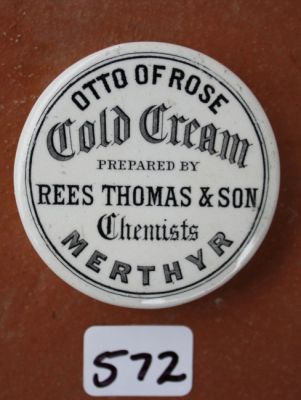 OTTO OF ROSE
Cold Cream
PREPARED BY
REES THOMAS & SON
Chemists
MERTHYR
572